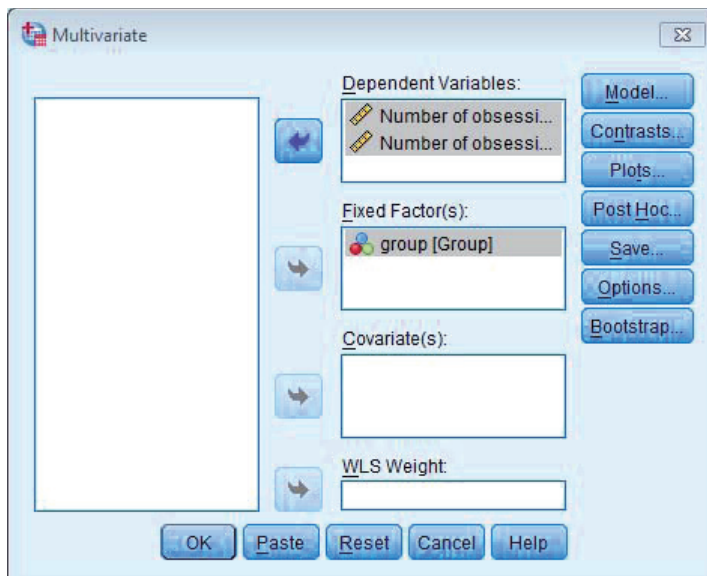 Multivariate
Dependent Variables:
Number of obsessi...
Number of obsessi...
Fixed Factor(s):
group [Group]
Covariate(s):
WLS Weight:
Model...
Contrasts...
Plots...
Post Hoc...
Save...
Options...
Bootstrap...
OK
Paste
Reset
Cancel
Help